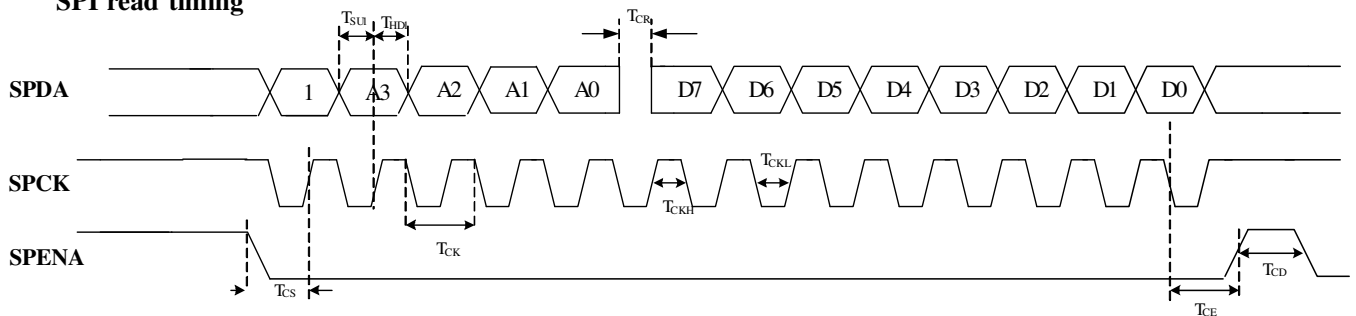 SPI read timing
TSU1 THD1 TCR
SPDA 1 A3 A2 A1 A0 D7 D6 D5 D4 D3 D2 D1 D0
SPCK TCKL
TCKH
TCK
SPENA
TCS TCD
TCE